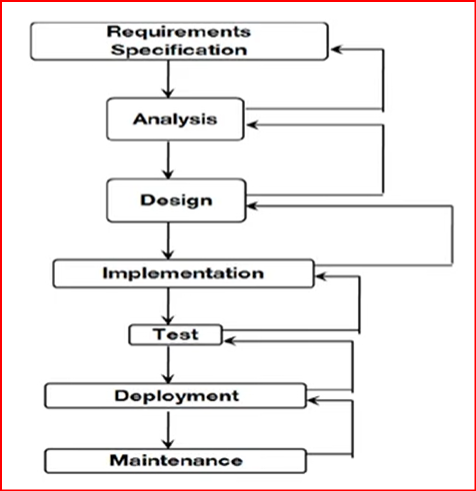 Requirements
Specification
Analysis
Design
Implementation
Test
Deployment
Maintenance